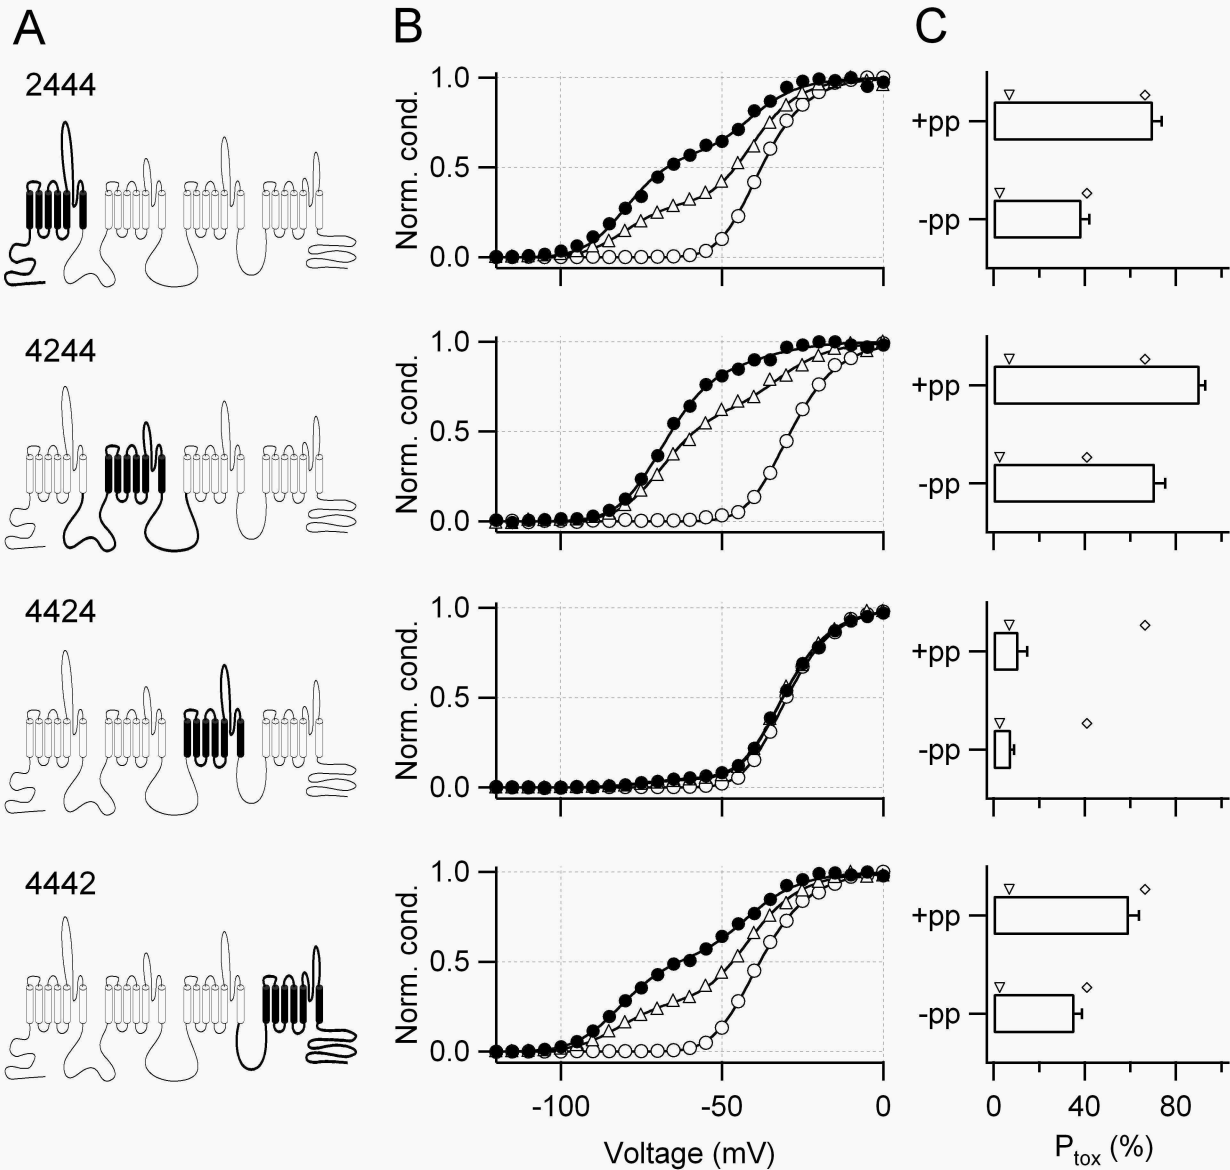 A
B
C
2444
Norm. cond.
1.0
0.5
0.0
+pp
-pp
4244
Norm. cond.
1.0
0.5
0.0
+pp
-pp
4424
Norm. cond.
1.0
0.5
0.0
+pp
-pp
4442
Norm. cond.
1.0
0.5
0.0
+pp
-pp
-100
-50
0
0
40
80
Voltage (mV)
Ptox (%)